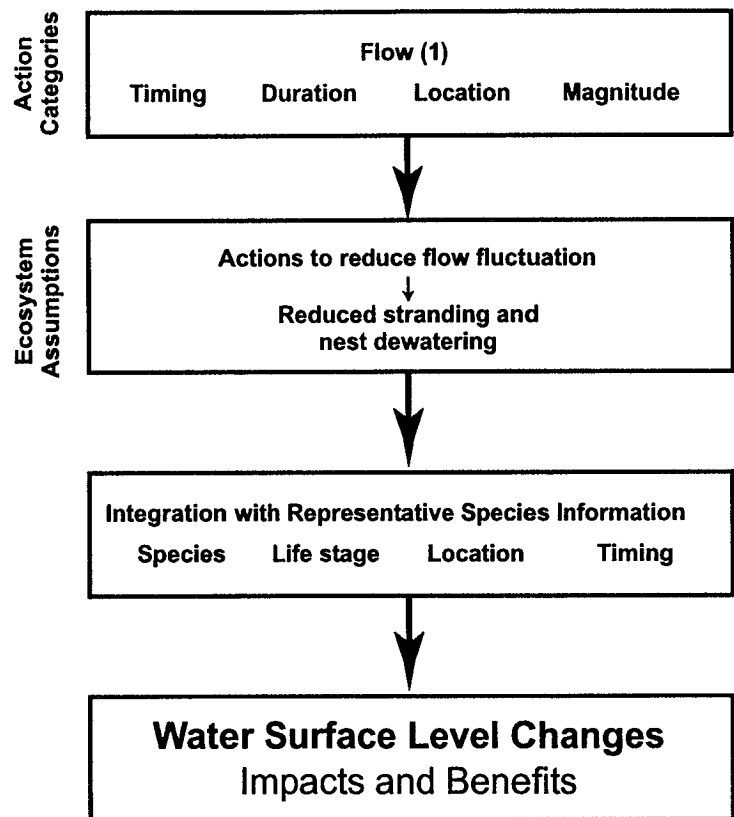 Action
Categories
Flow (1)
Timing Duration Location Magnitude
Ecosystem
Assumptions
Actions to reduce flow fluctuation
↓
Reduced stranding and
nest dewatering
Integration with Representative Species Information
Species Life stage Location Timing
Water Surface Level Changes
Impacts and Benefits